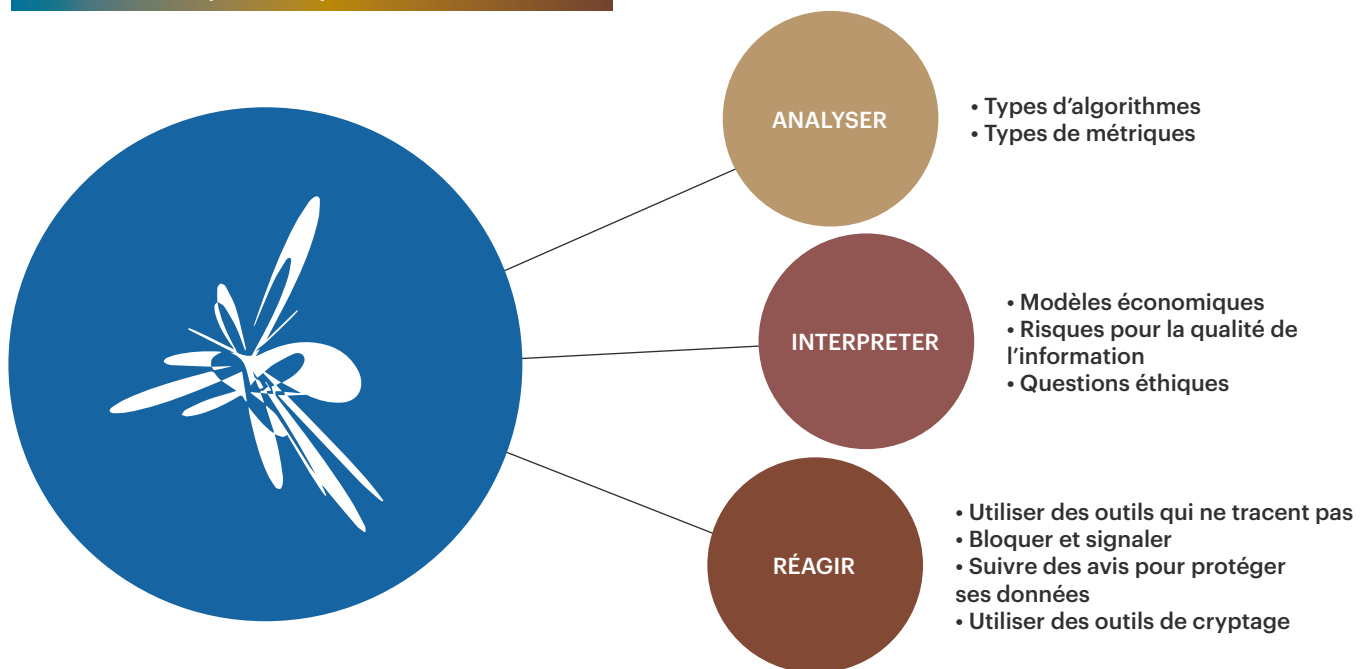 ANALYSER
• Types d’algorithmes
• Types de métriques
INTERPRETER
• Modèles économiques
• Risques pour la qualité de
l’information
• Questions éthiques
RÉAGIR
• Utiliser des outils qui ne tracent pas
• Bloquer et signaler
• Suivre des avis pour protéger
ses données
• Utiliser des outils de cryptage